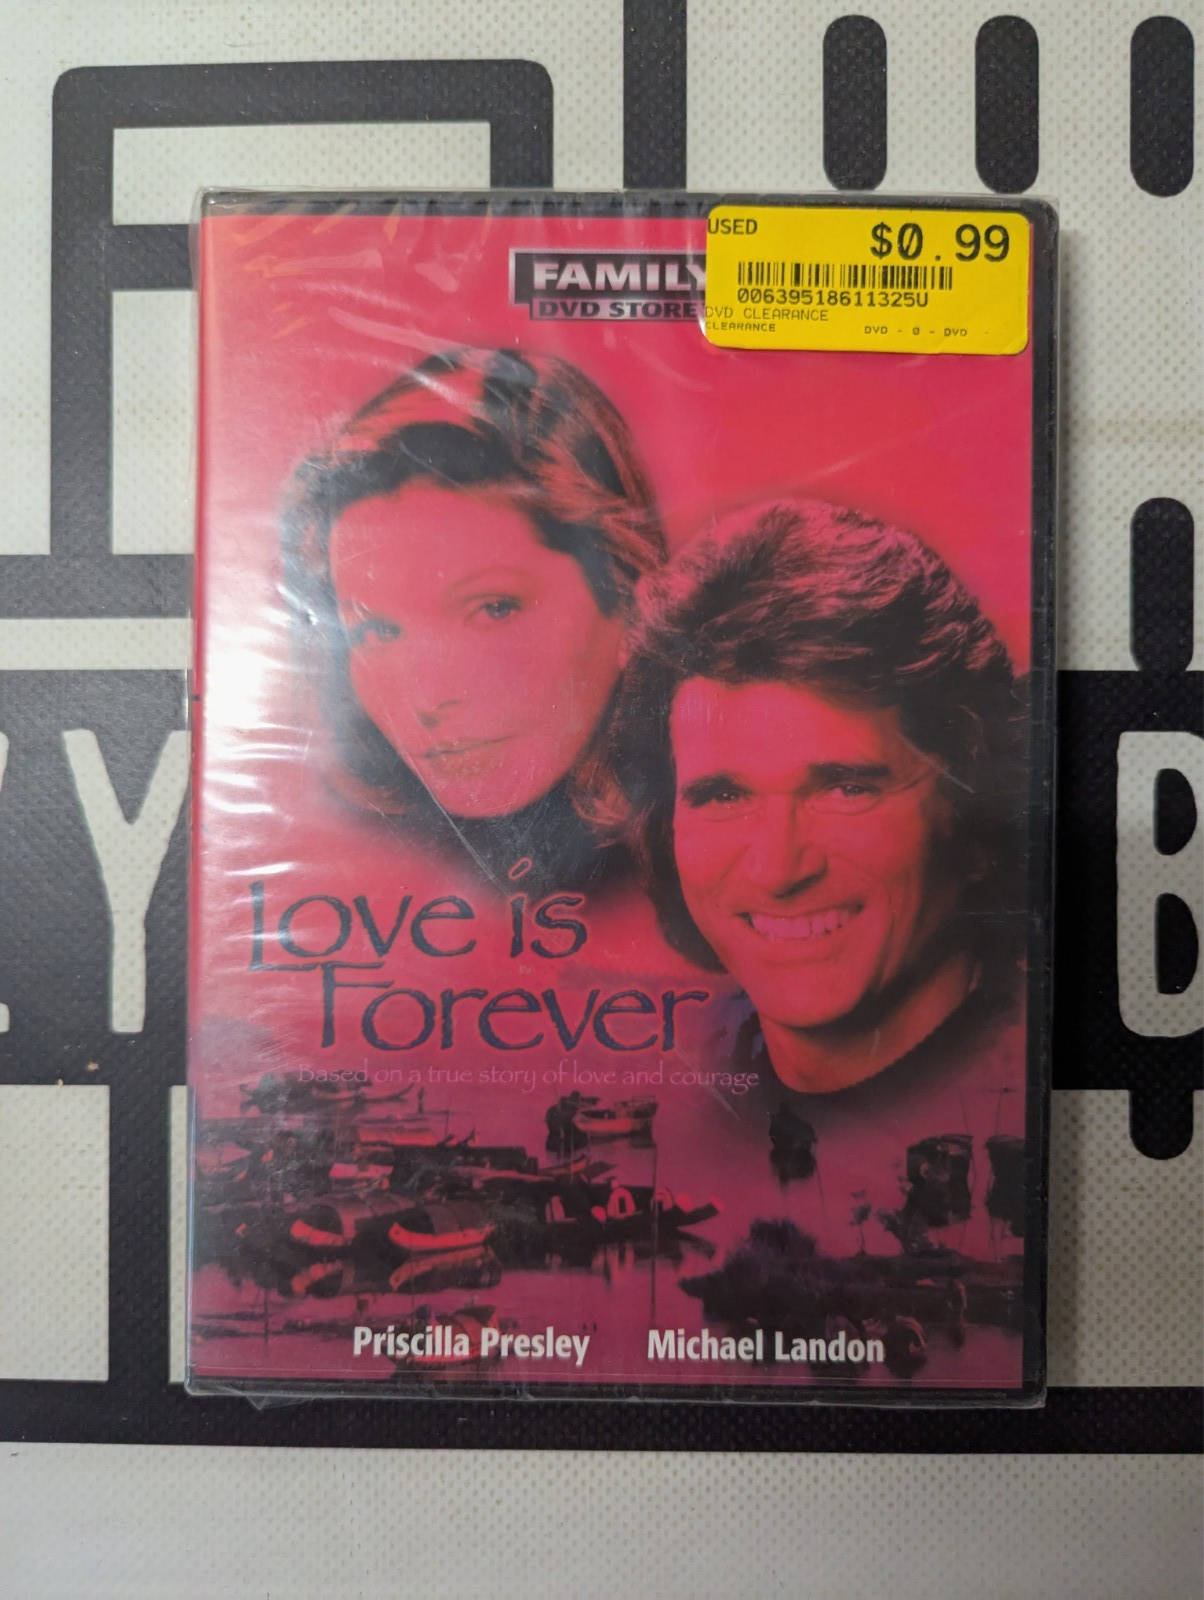 USED
$0.99
00639518611325U
DVD CLEARANCE
CLEARANCE DVD - 0 - DVD -
FAMILY
DVD STORE
Love is
Forever
based on a true story of love and courage
Priscilla Presley Michael Landon
Y
B